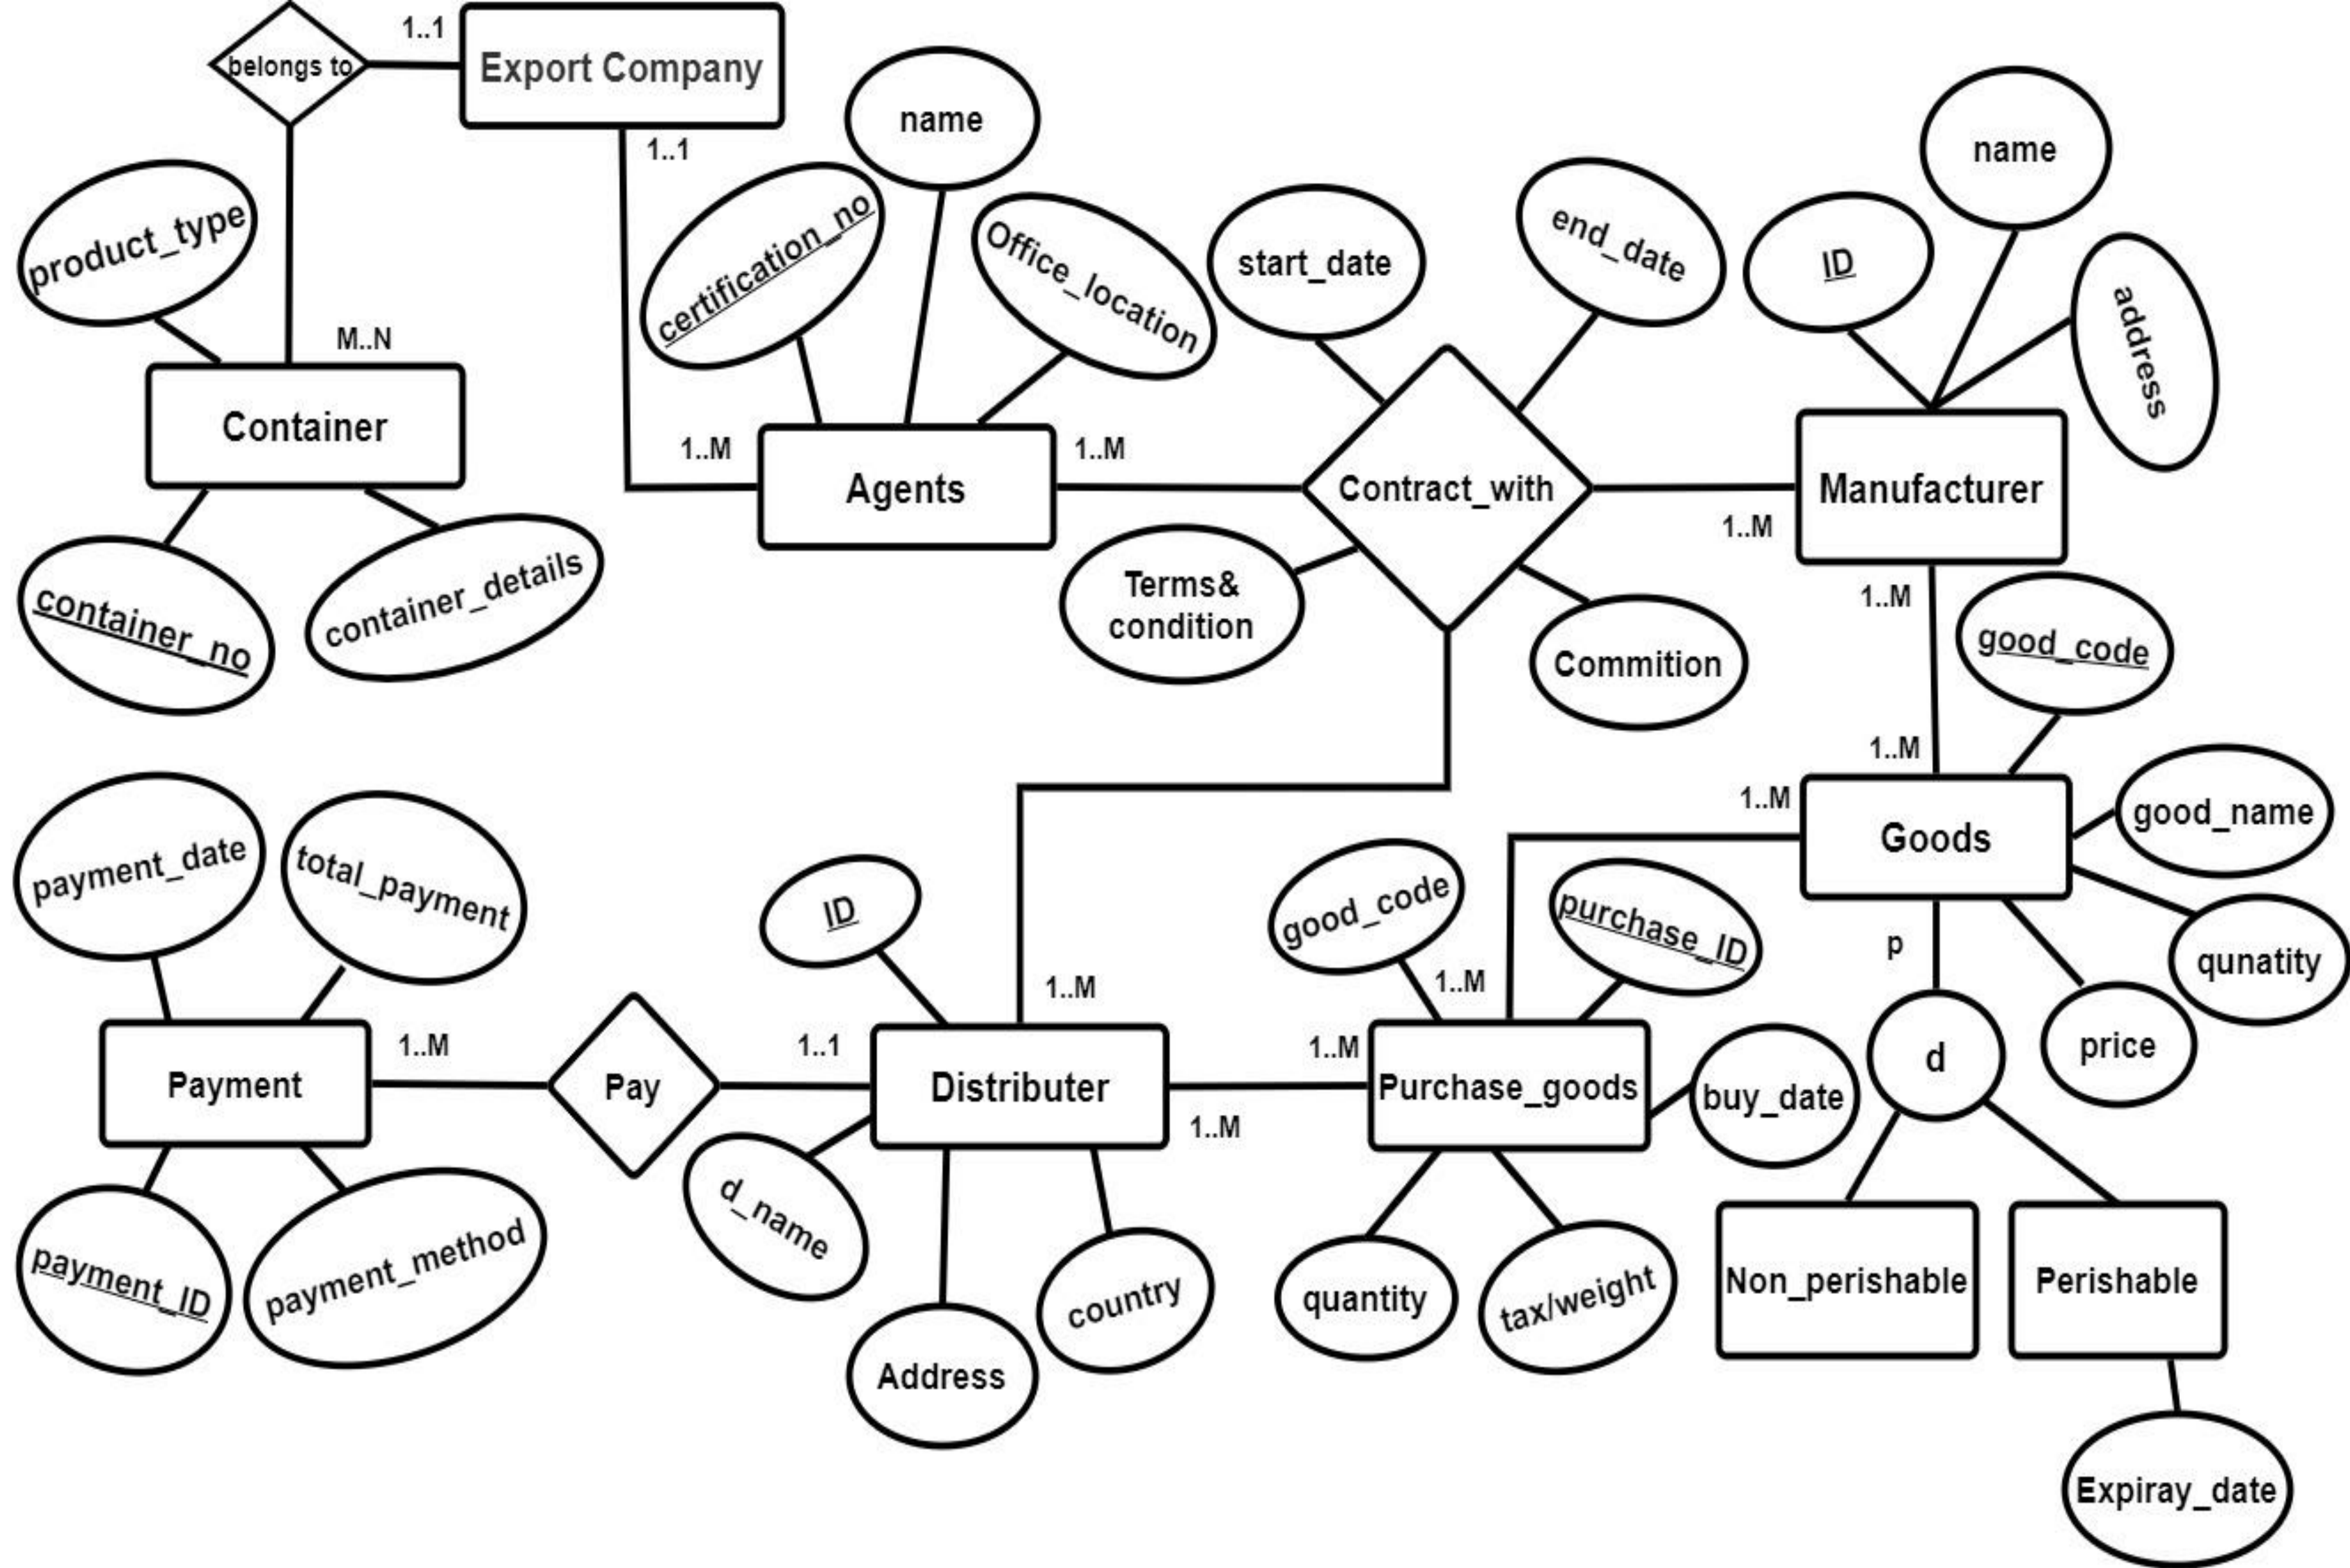 belongs to
1..1
Export Company
1..1
name
name
product_type
certification_no
Office_location
start_date
end_date
ID
address
M..N
Container
1..M
Agents
1..M
Contract_with
Manufacturer
1..M
container_no
container_details
Terms&
condition
Commition
1..M
good_code
1..M
1..M
Goods
good_name
payment_date
total_payment
ID
good_code
purchase_ID
p
qunatity
1..M
1..M
d
price
Payment
1..M
Pay
1..1
Distributer
1..M
1..M
Purchase_goods
buy_date
d_name
payment_ID
payment_method
Address
country
quantity
tax/weight
Non_perishable
Perishable
Expiray_date